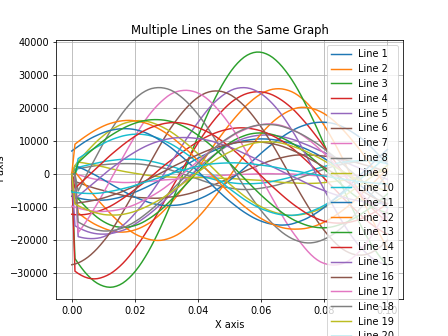 Multiple Lines on the Same Graph
40000
30000
20000
10000
0
−10000
−20000
−30000
0.00
0.02
0.04
0.06
X axis
Line 1
Line 2
Line 3
Line 4
Line 5
Line 6
Line 7
Line 8
Line 9
Line 10
Line 11
Line 12
Line 13
Line 14
Line 15
Line 16
Line 17
Line 18
Line 19
Line 20